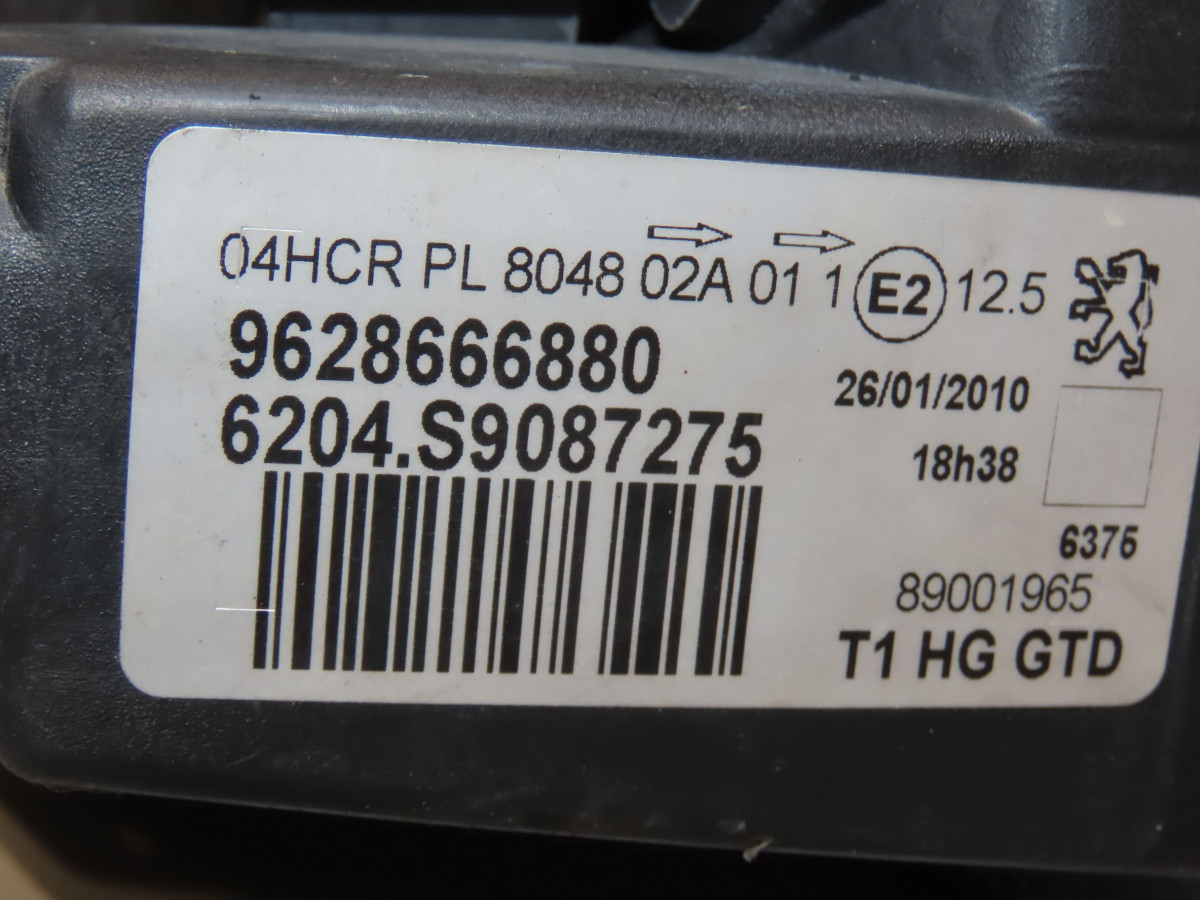 04HCR PL 8048 02A 01 1 E2 12.5
9628666880
26/01/2010
6204.S9087275
18h38
6376
89001965
T1 HG GTD